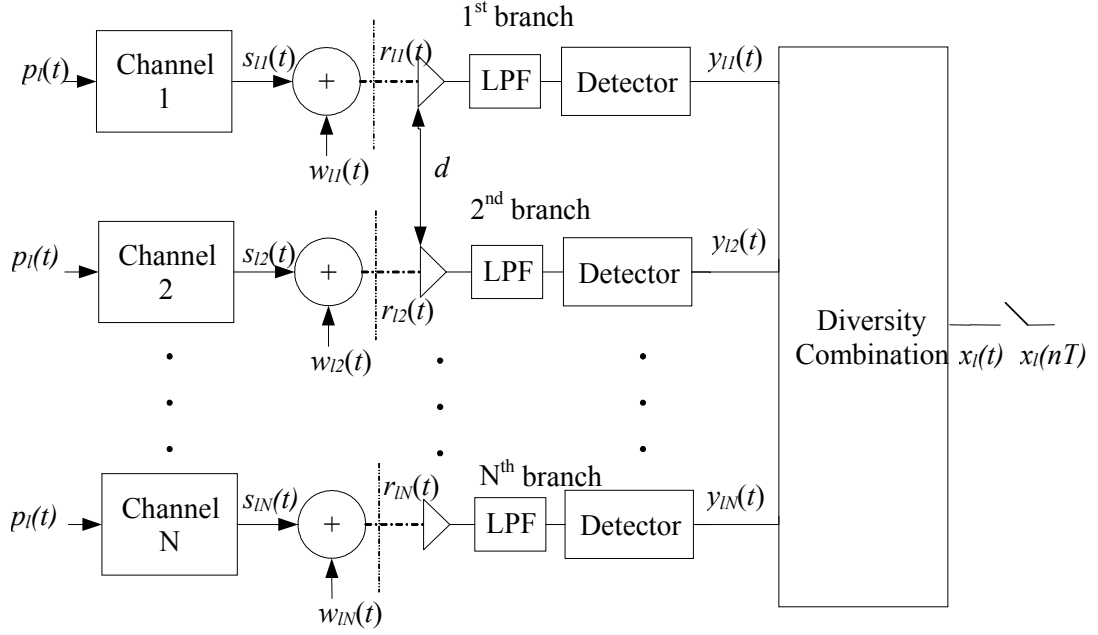 1st branch
pl(t)
Channel
1
sl1(t)
+
rl1(t)
LPF
Detector
yl1(t)
wl1(t)
d
2nd branch
pl(t)
Channel
2
sl2(t)
+
rl2(t)
LPF
Detector
yl2(t)
wl2(t)
Diversity
Combination
xl(t)
xl(nT)
Nth branch
pl(t)
Channel
N
slN(t)
+
rlN(t)
LPF
Detector
ylN(t)
wlN(t)